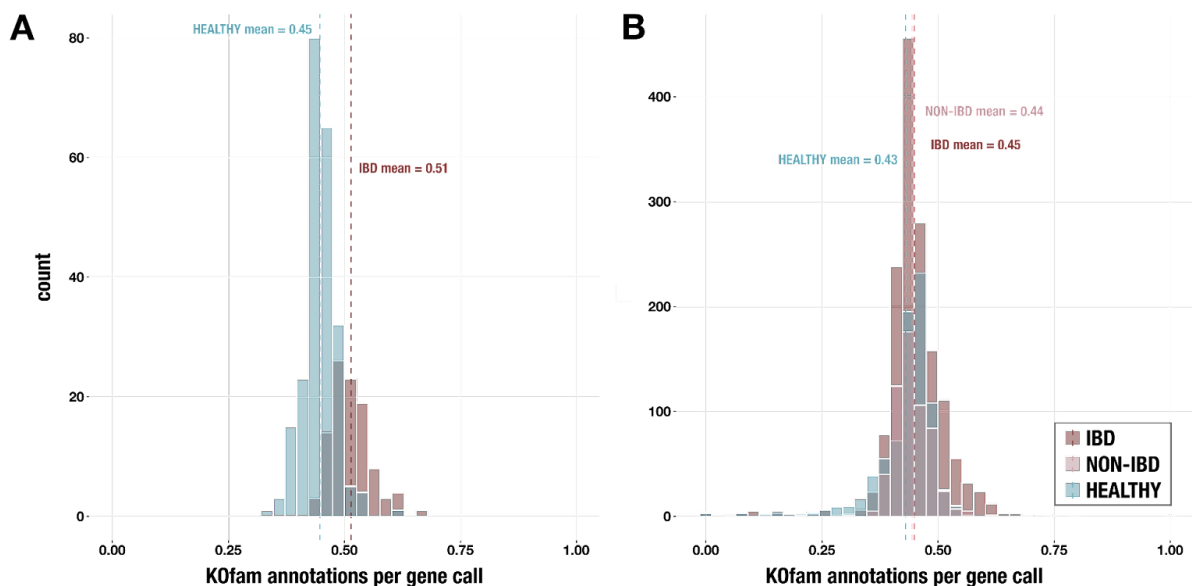 A
HEALTHY mean = 0.45
IBD mean = 0.51
80
60
40
20
0
count
0.00 0.25 0.50 0.75 1.00
KOfam annotations per gene call
B
NON-IBD mean = 0.44
IBD mean = 0.45
HEALTHY mean = 0.43
400
300
200
100
0
IBD
NON-IBD
HEALTHY
0.00 0.25 0.50 0.75 1.00
KOfam annotations per gene call